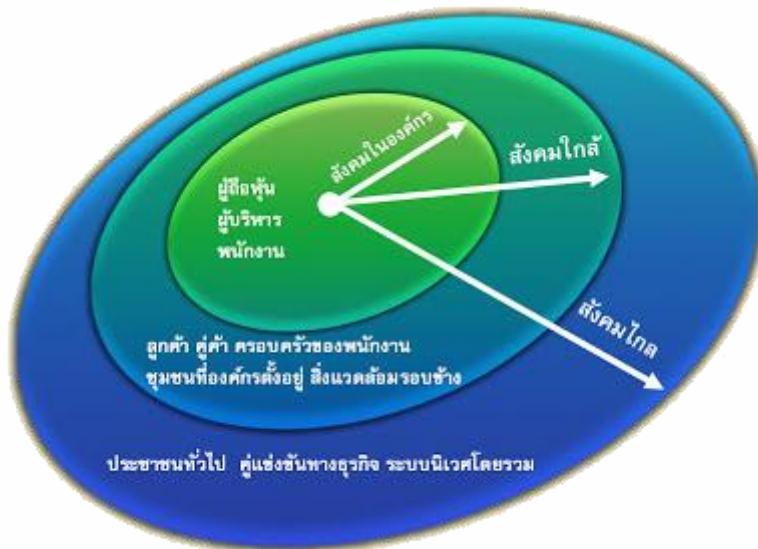 สังคมในองค์กร
สังคมใกล้
ผู้ถือหุ้น
ผู้บริหาร
พนักงาน
สังคมไกล
ลูกค้า คู่ค้า ครอบครัวของพนักงาน
ชุมชนที่องค์กรตั้งอยู่ สิ่งแวดล้อมรอบข้าง
ประชาชนทั่วไป คู่แข่งขันทางธุรกิจ ระบบนิเวศโดยรวม